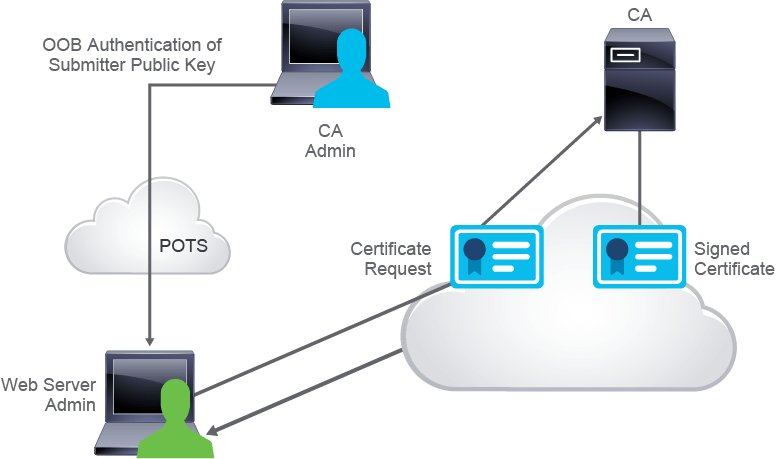 CA
OOB Authentication of
Submitter Public Key
CA
Admin
POTS
Certificate
Request
Signed
Certificate
Web Server
Admin